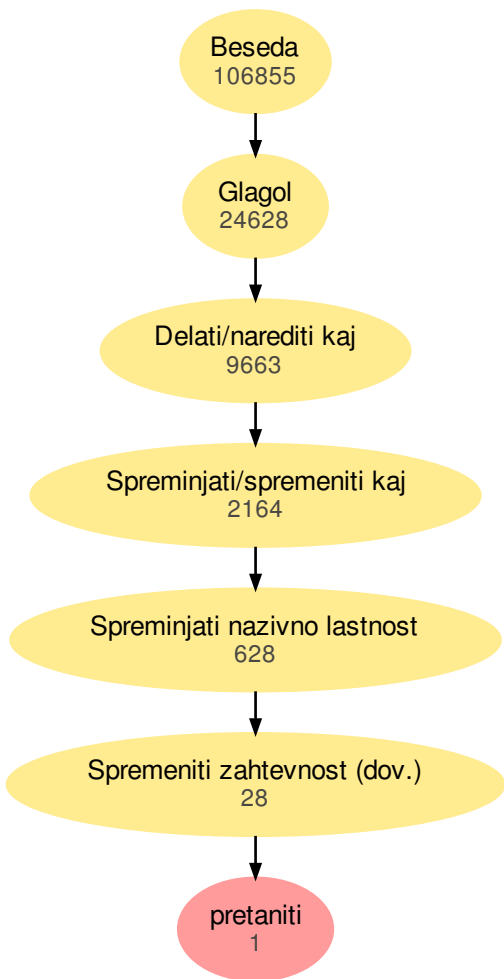 Beseda
106855
Glagol
24628
Delati/narediti kaj
9663
Spreminjati/spremeniti kaj
2164
Spreminjati nazivno lastnost
628
Spremeniti zahtevnost (dov.)
28
pretaniti
1